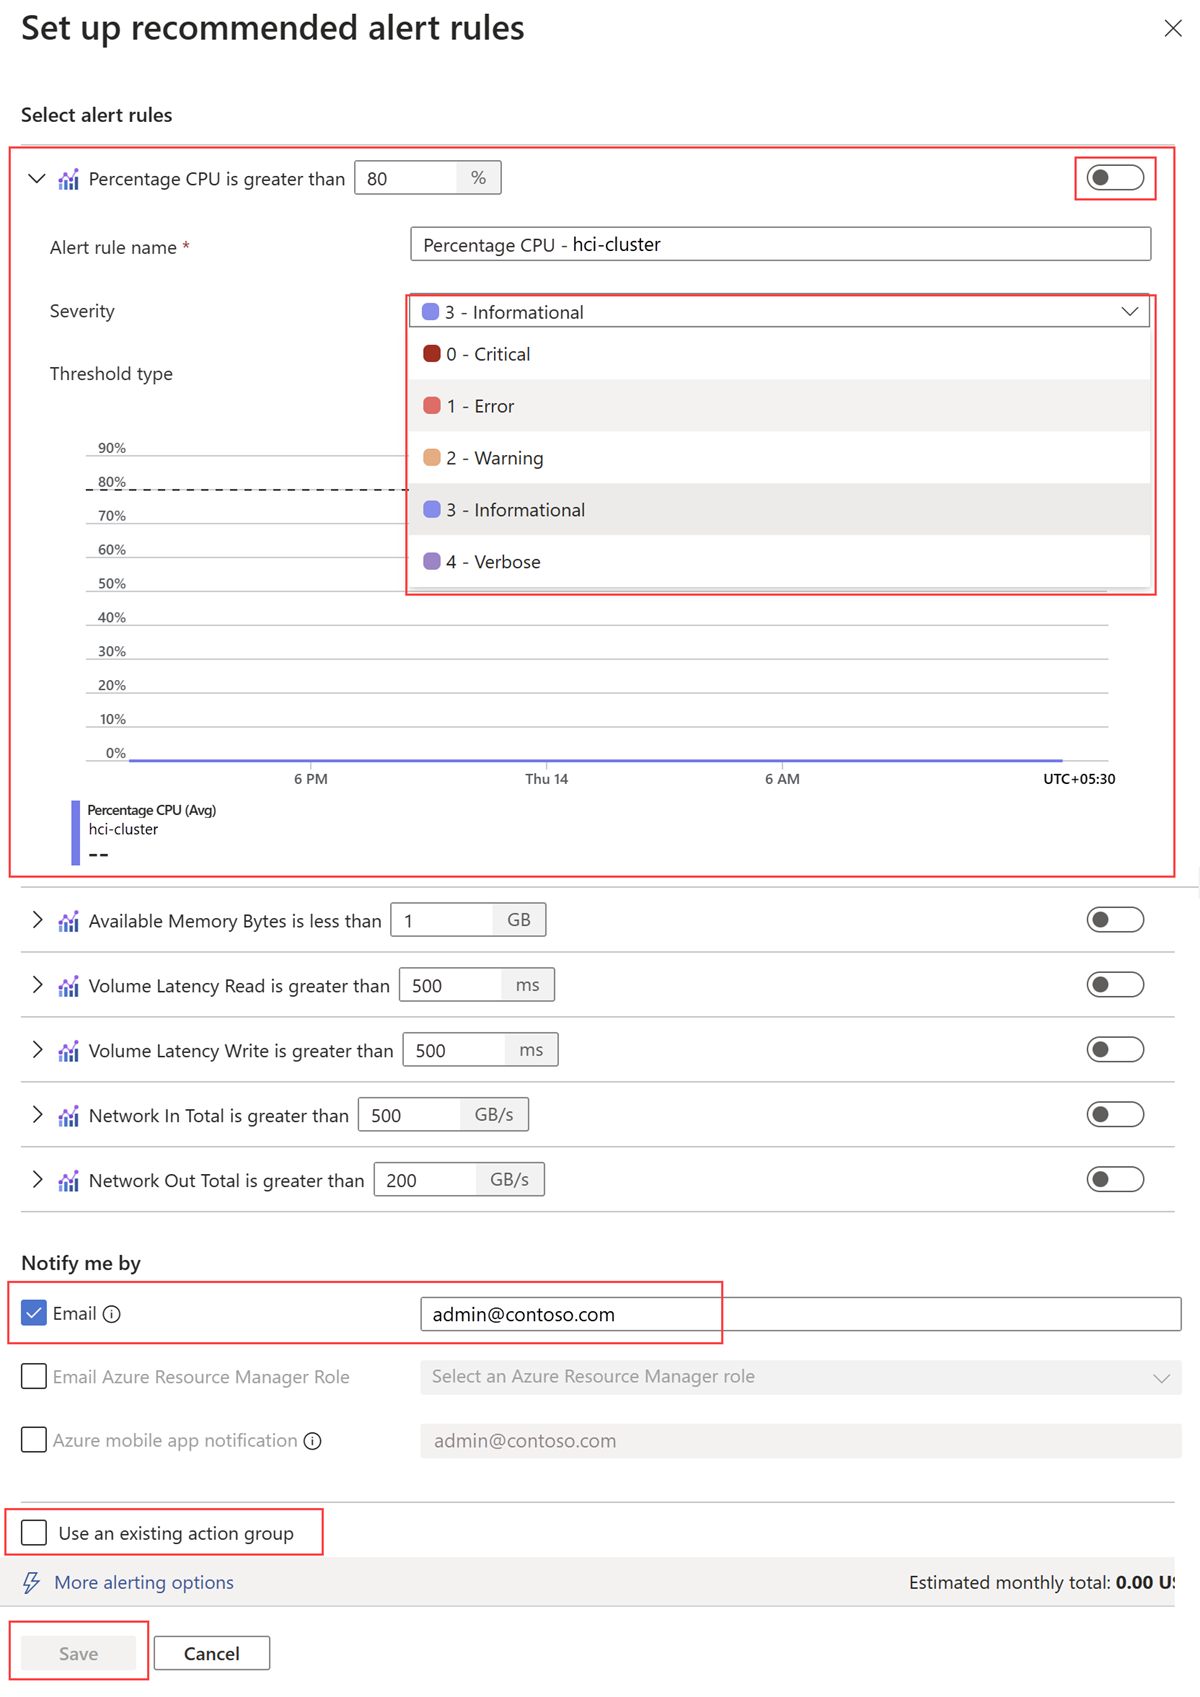 Set up recommended alert rules
Select alert rules
Percentage CPU is greater than 80 %
Alert rule name * Percentage CPU - hci-cluster
Severity 3 - Informational
0 - Critical
Threshold type
1 - Error
2 - Warning
3 - Informational
4 - Verbose
90%
80%
70%
60%
50%
40%
30%
20%
10%
0%
6 PM Thu 14 6 AM UTC+05:30
Percentage CPU (Avg)
hci-cluster
--
Available Memory Bytes is less than 1 GB
Volume Latency Read is greater than 500 ms
Volume Latency Write is greater than 500 ms
Network In Total is greater than 500 GB/s
Network Out Total is greater than 200 GB/s
Notify me by
Email admin@contoso.com
Email Azure Resource Manager Role Select an Azure Resource Manager role
Azure mobile app notification admin@contoso.com
Use an existing action group
More alerting options Estimated monthly total: 0.00 US
Save Cancel